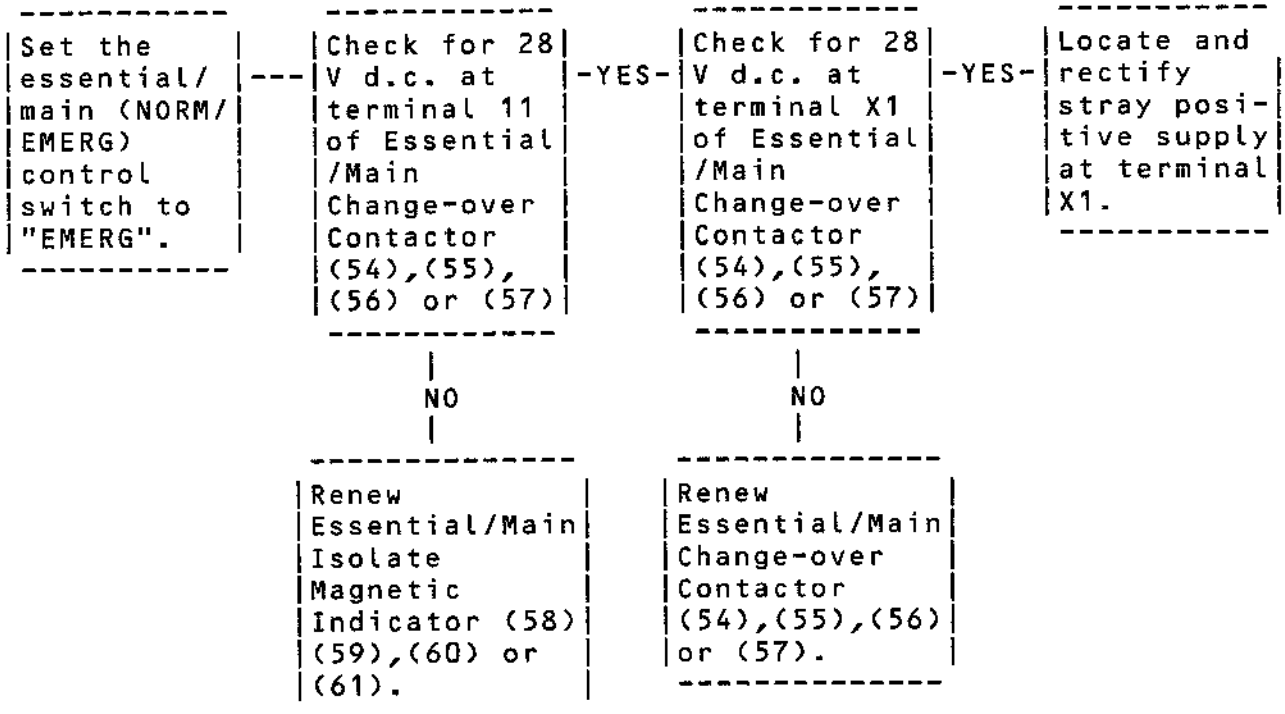 Set the
essential/
main (NORM/
EMERG)
control
switch to
"EMERG".
Check for 28
V d.c. at
terminal 11
of Essential
/Main
Change-over
Contactor
(54),(55),
(56) or (57)
YES
Check for 28
V d.c. at
terminal X1
of Essential
/Main
Change-over
Contactor
(54),(55),
(56) or (57)
YES
Locate and
rectify
stray posi-
tive supply
at terminal
X1.
NO
NO
Renew
Essential/Main
Isolate
Magnetic
Indicator (58)
(59),(60) or
(61).
Renew
Essential/Main
Change-over
Contactor
(54),(55),(56)
or (57).